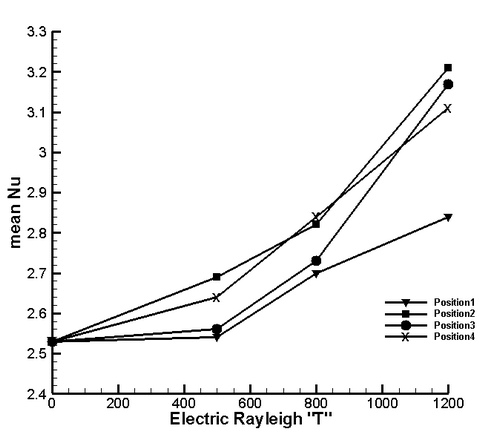 3.3
3.2
3.1
3
2.9
2.8
2.7
2.6
2.5
2.4
mean Nu
0 200 400 600 800 1000 1200
Electric Rayleigh "T"
Position1
Position2
Position3
Position4